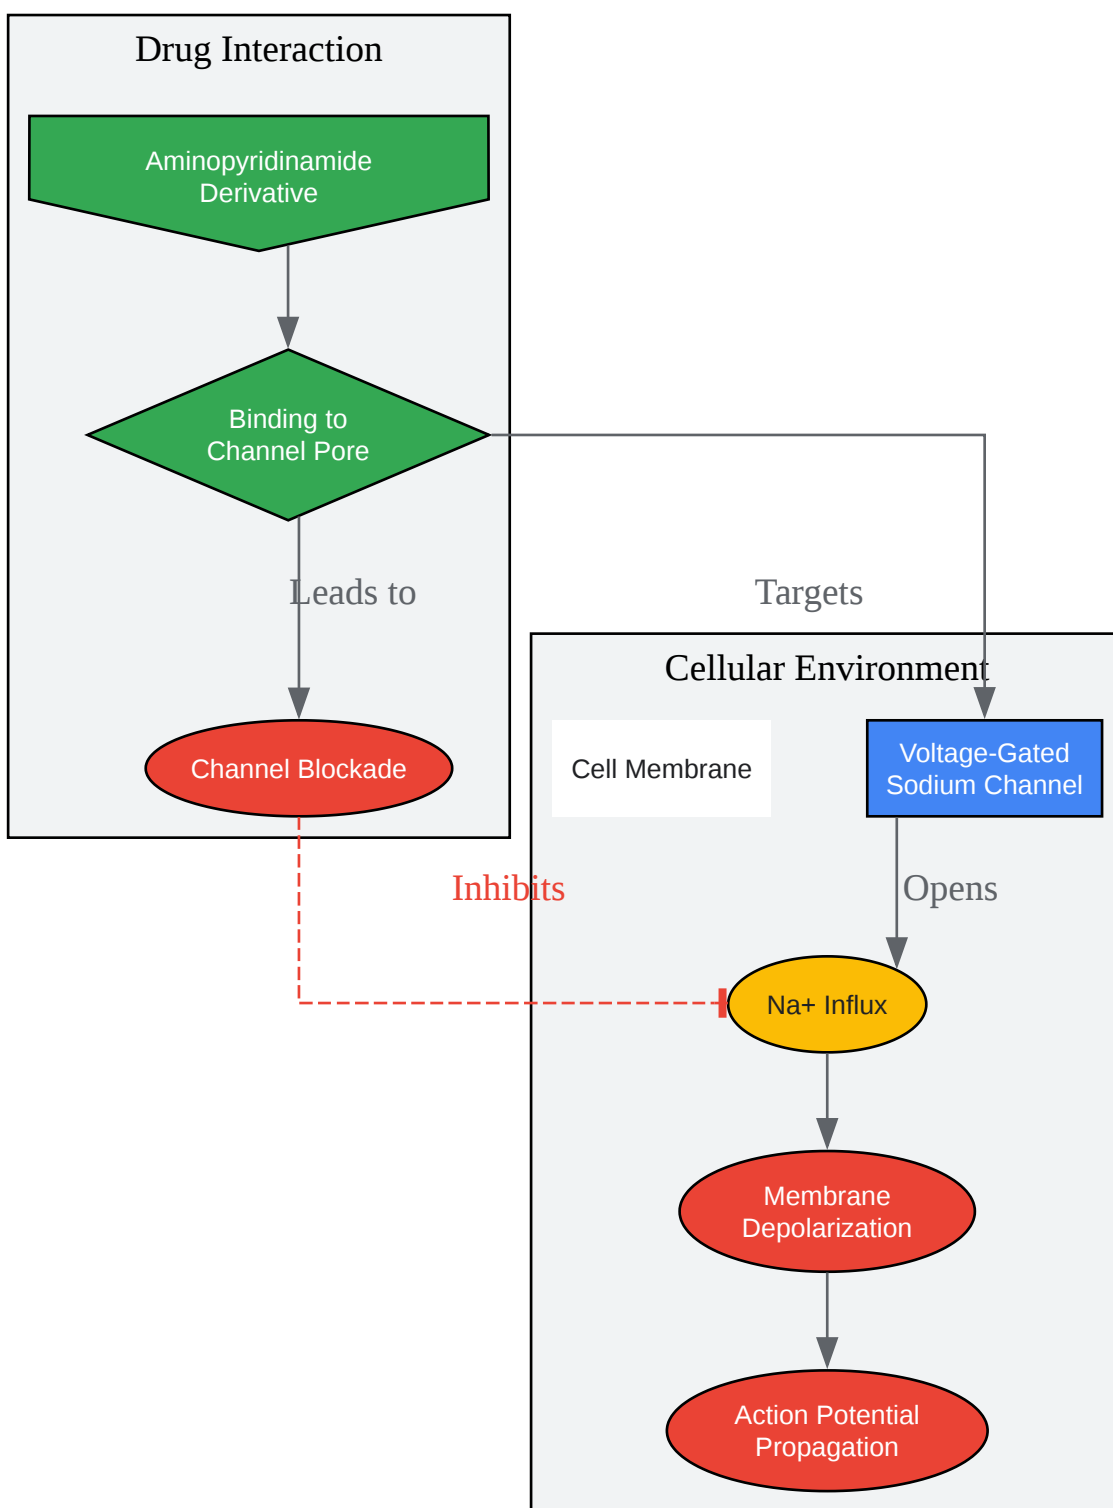 Drug Interaction
Aminopyridinamide
Derivative
Binding to
Channel Pore
Leads to
Targets
Cellular Environment
Channel Blockade
Cell Membrane
Voltage-Gated
Sodium Channel
Inhibits
Opens
Na+ Influx
Membrane
Depolarization
Action Potential
Propagation